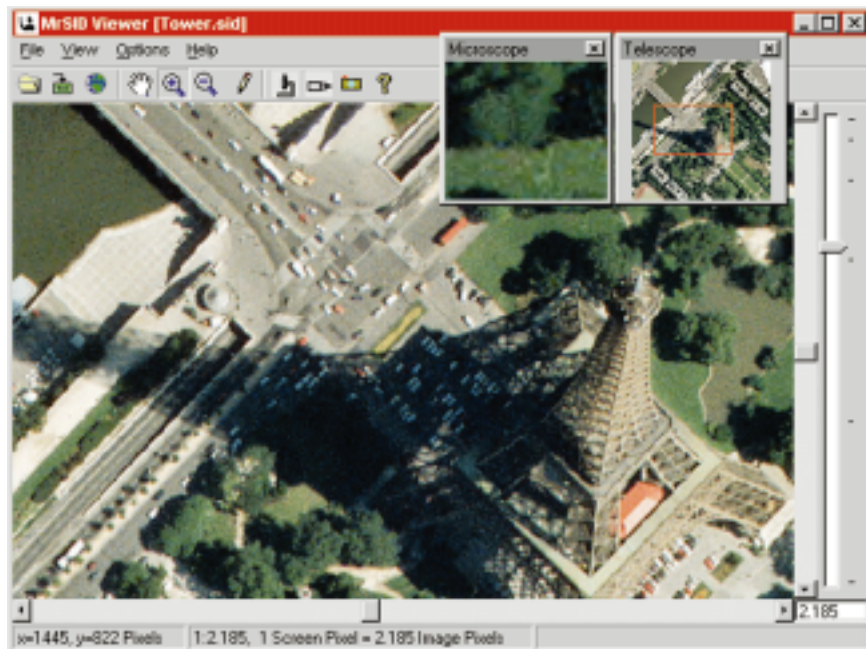 MrSID Viewer [Tower.sid]
File View Options Help
Microscope
Telescope
2.185
x=1445, y=822 Pixels
1:2.185, 1 Screen Pixel = 2.185 Image Pixels